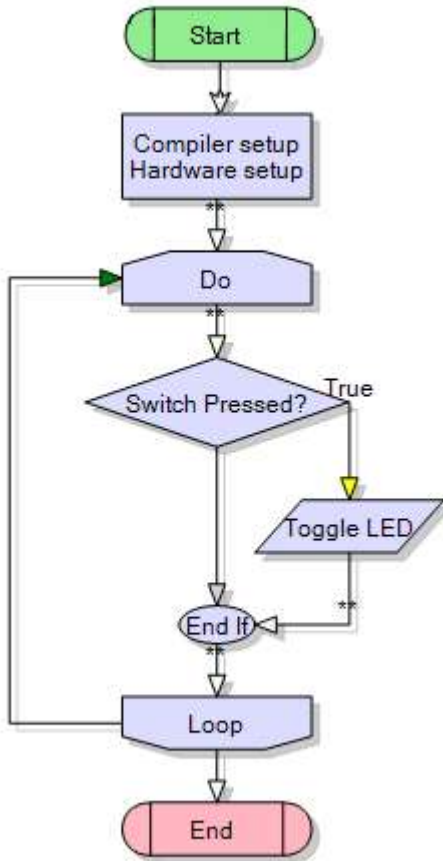 Start
Compiler setup
Hardware setup
**
Do
**
Switch Pressed?
True
Toggle LED
**
End If
**
Loop
End